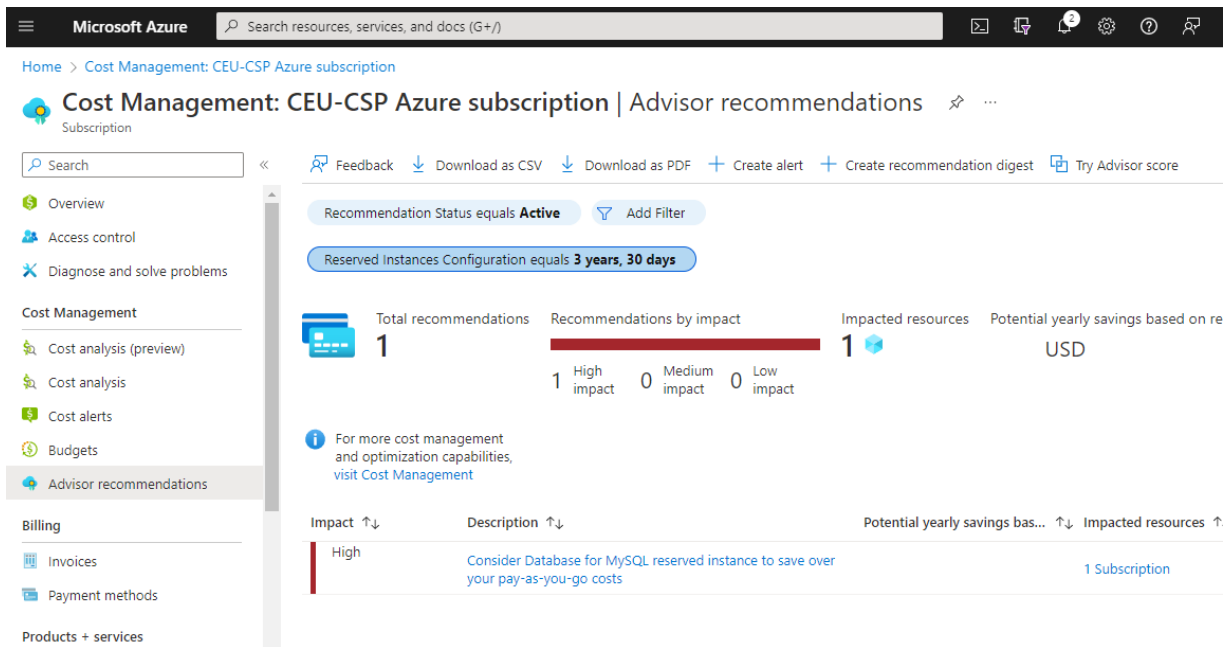 Microsoft Azure
Search resources, services, and docs (G+/)
2
Home > Cost Management: CEU-CSP Azure subscription
Cost Management: CEU-CSP Azure subscription | Advisor recommendations
Subscription
Search
Feedback
Download as CSV
Download as PDF
Create alert
Create recommendation digest
Try Advisor score
Overview
Access control
Diagnose and solve problems
Cost Management
Cost analysis (preview)
Cost analysis
Cost alerts
Budgets
Advisor recommendations
Billing
Invoices
Payment methods
Products + services
Recommendation Status equals Active
Add Filter
Reserved Instances Configuration equals 3 years, 30 days
Total recommendations
1
Recommendations by impact
1 High impact
0 Medium impact
0 Low impact
Impacted resources
1
Potential yearly savings based on re
USD
For more cost management
and optimization capabilities,
visit Cost Management
Impact
Description
Potential yearly savings bas...
Impacted resources
High
Consider Database for MySQL reserved instance to save over
your pay-as-you-go costs
1 Subscription